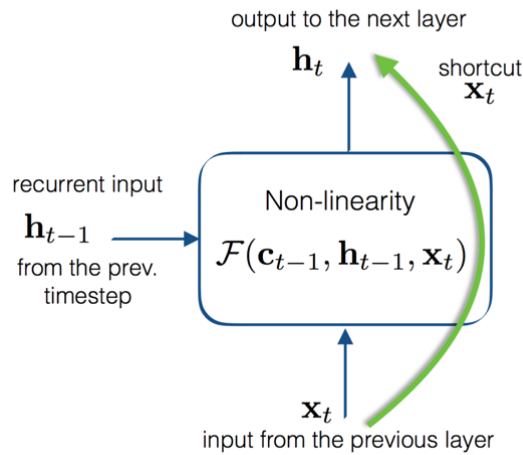 output to the next layer
h_t
shortcut
x_t
recurrent input
h_{t-1}
from the prev.
timestep
Non-linearity
F(c_{t-1}, h_{t-1}, x_t)
x_t
input from the previous layer